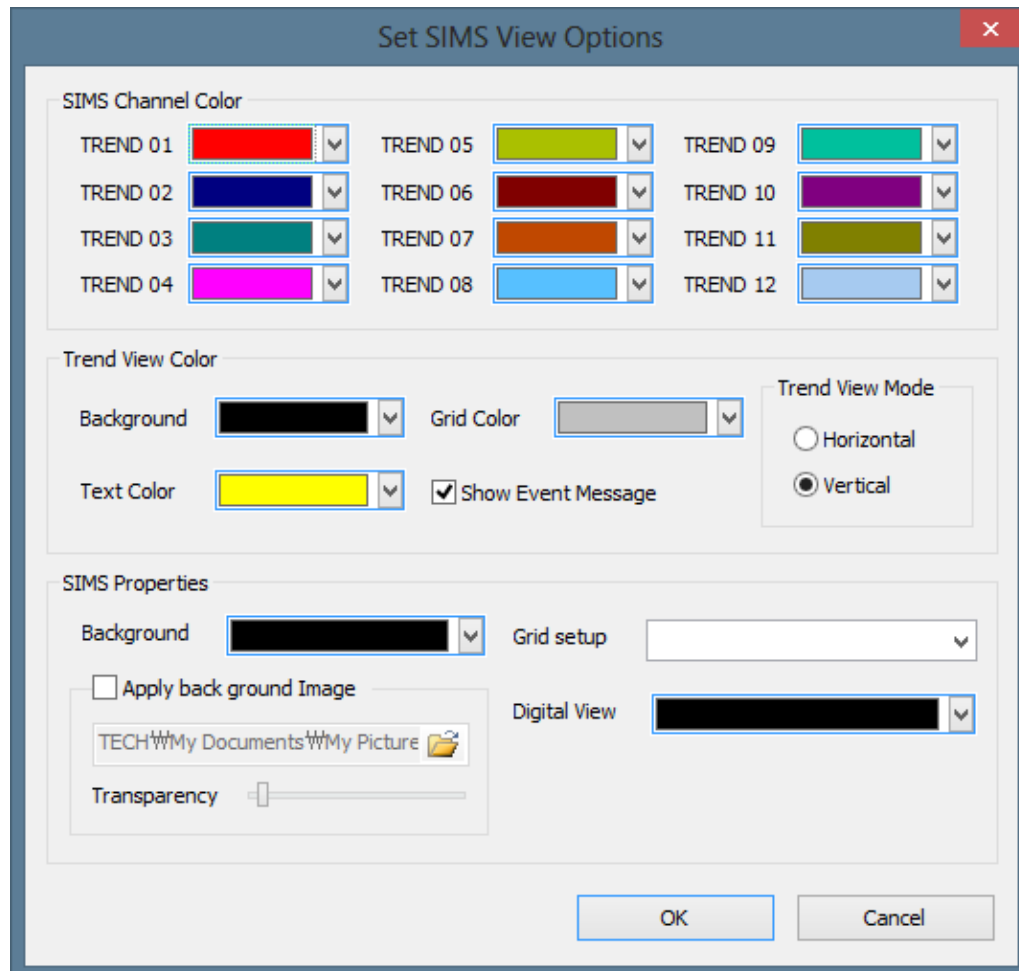 Set SIMS View Options
SIMS Channel Color
TREND 01 TREND 05 TREND 09
TREND 02 TREND 06 TREND 10
TREND 03 TREND 07 TREND 11
TREND 04 TREND 08 TREND 12
Trend View Color
Trend View Mode
Background Grid Color
Horizontal
Text Color Show Event Message Vertical
SIMS Properties
Background Grid setup
Apply back ground Image
Digital View
TECH₩My Documents₩My Picture
Transparency
OK Cancel